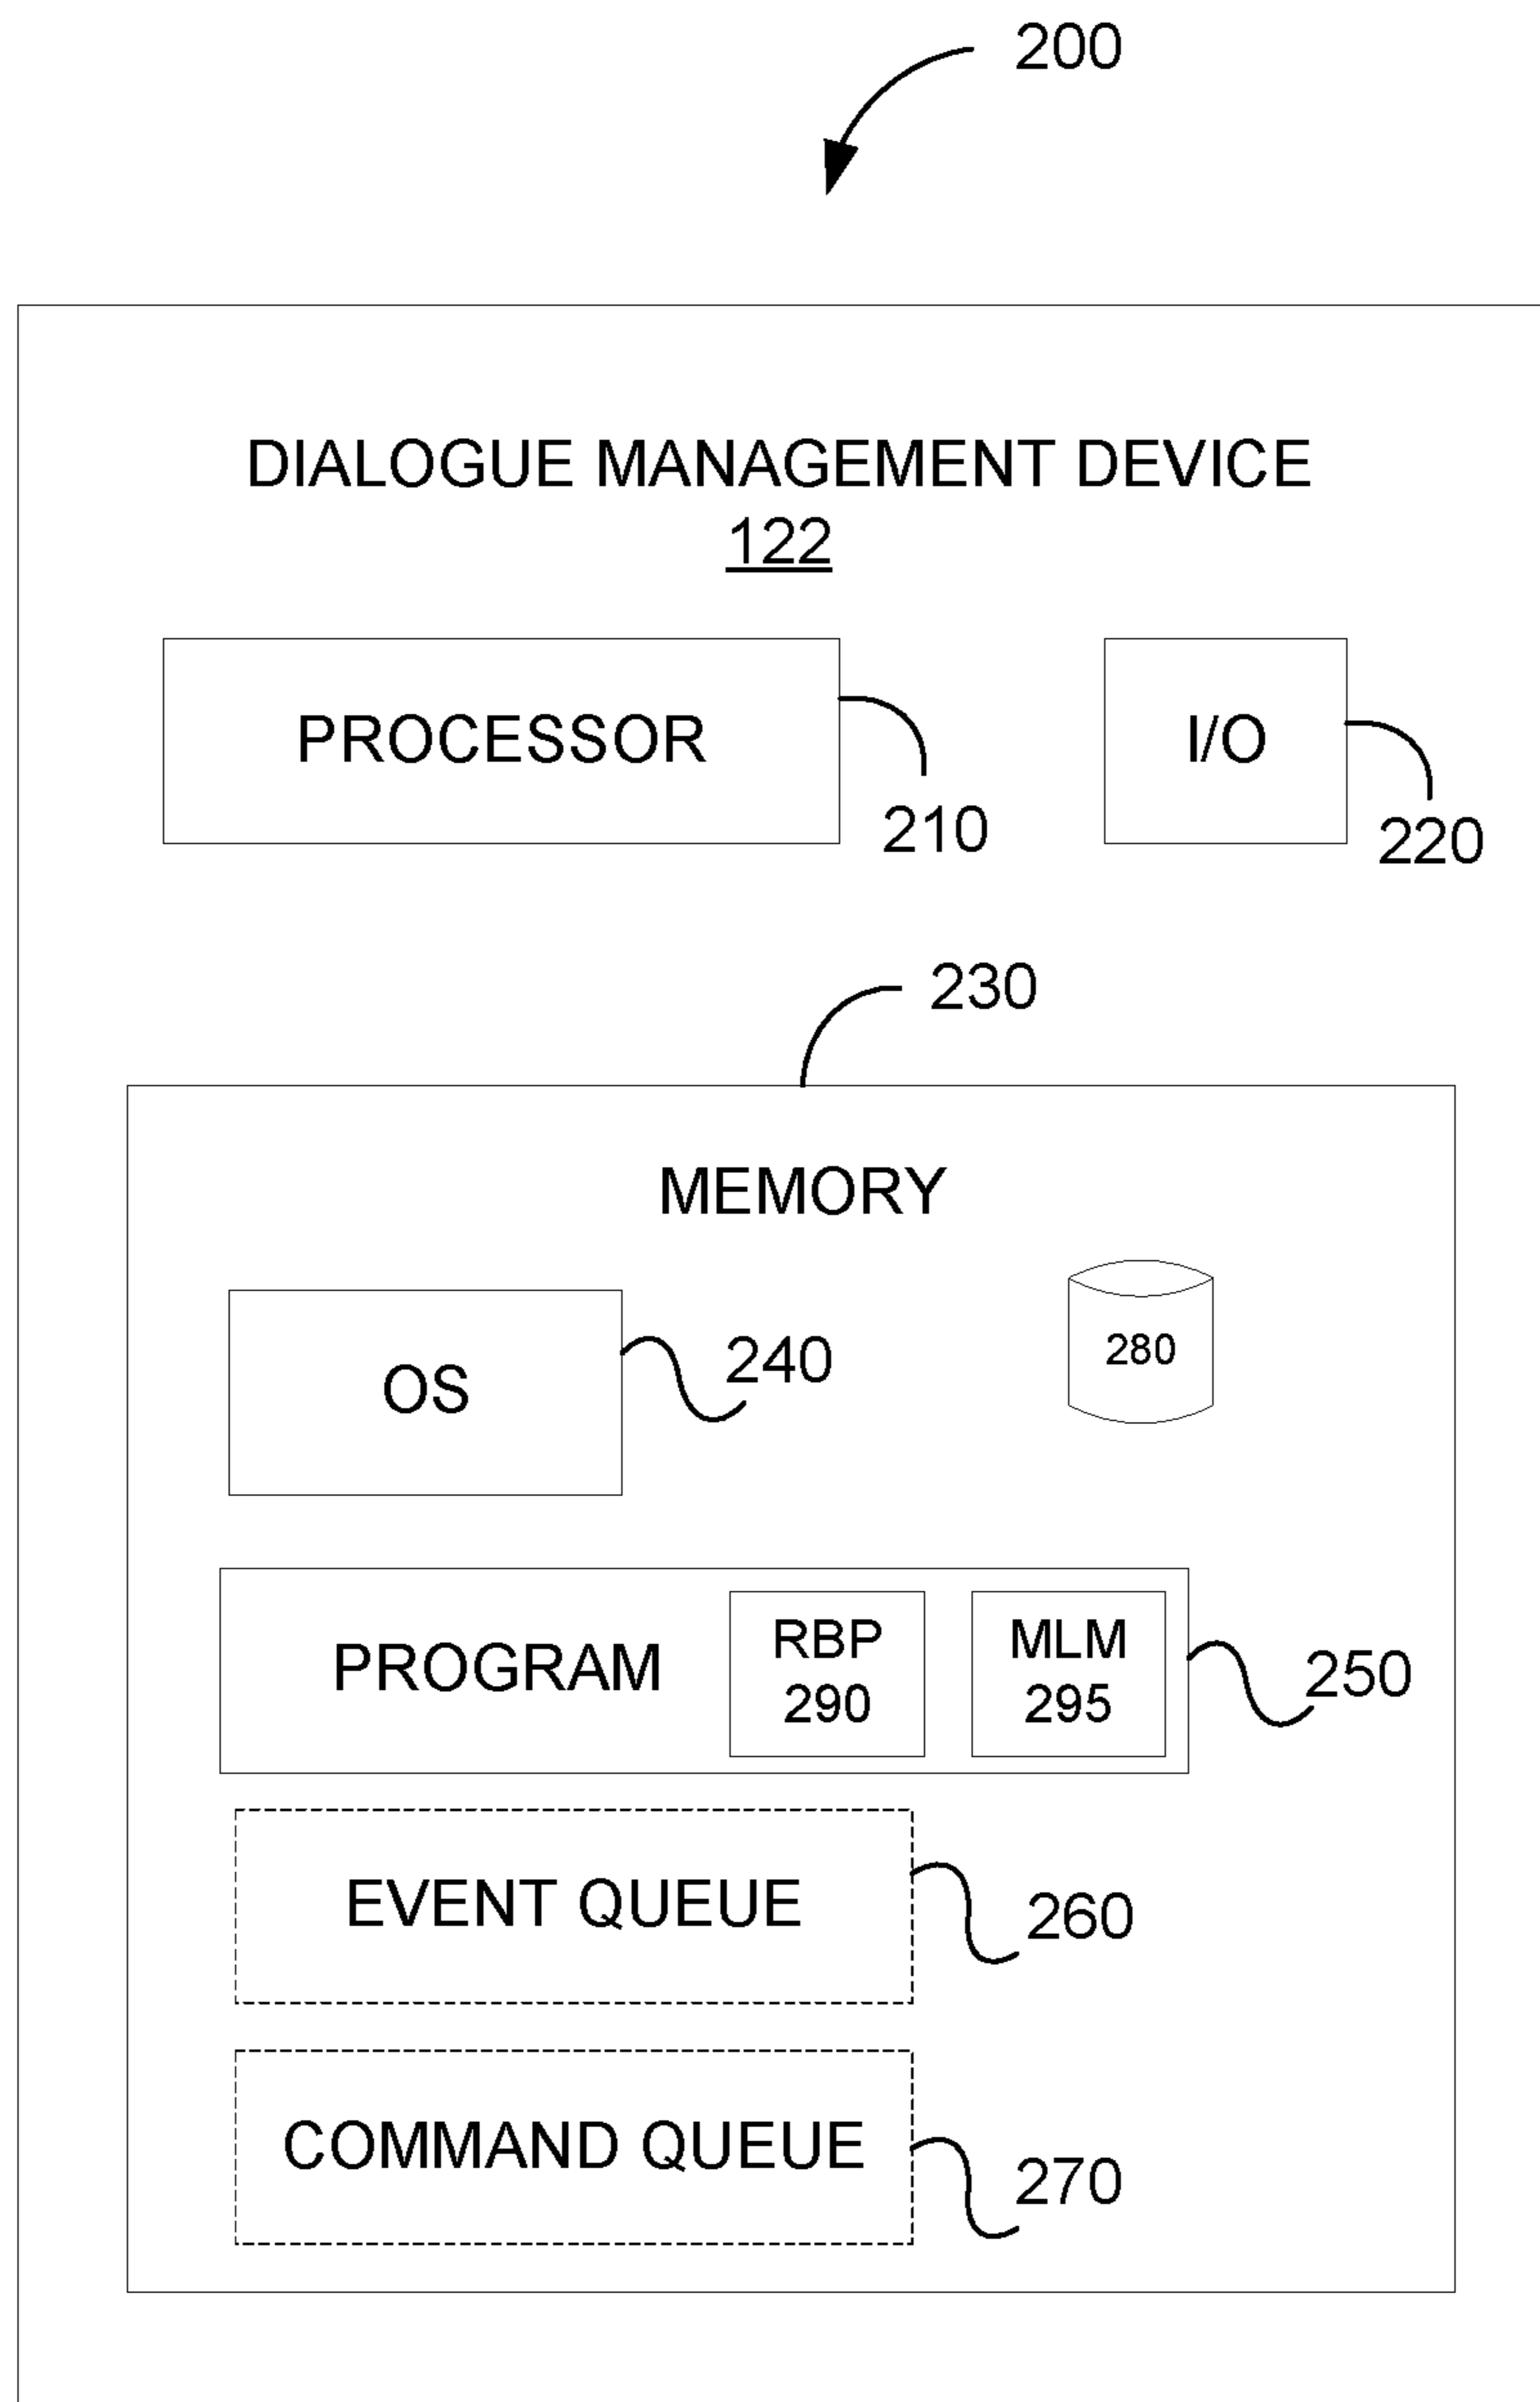 200
DIALOGUE MANAGEMENT DEVICE
122
PROCESSOR
I/O
210
220
230
MEMORY
OS
240
280
PROGRAM
RBP
290
MLM
295
250
EVENT QUEUE
260
COMMAND QUEUE
270